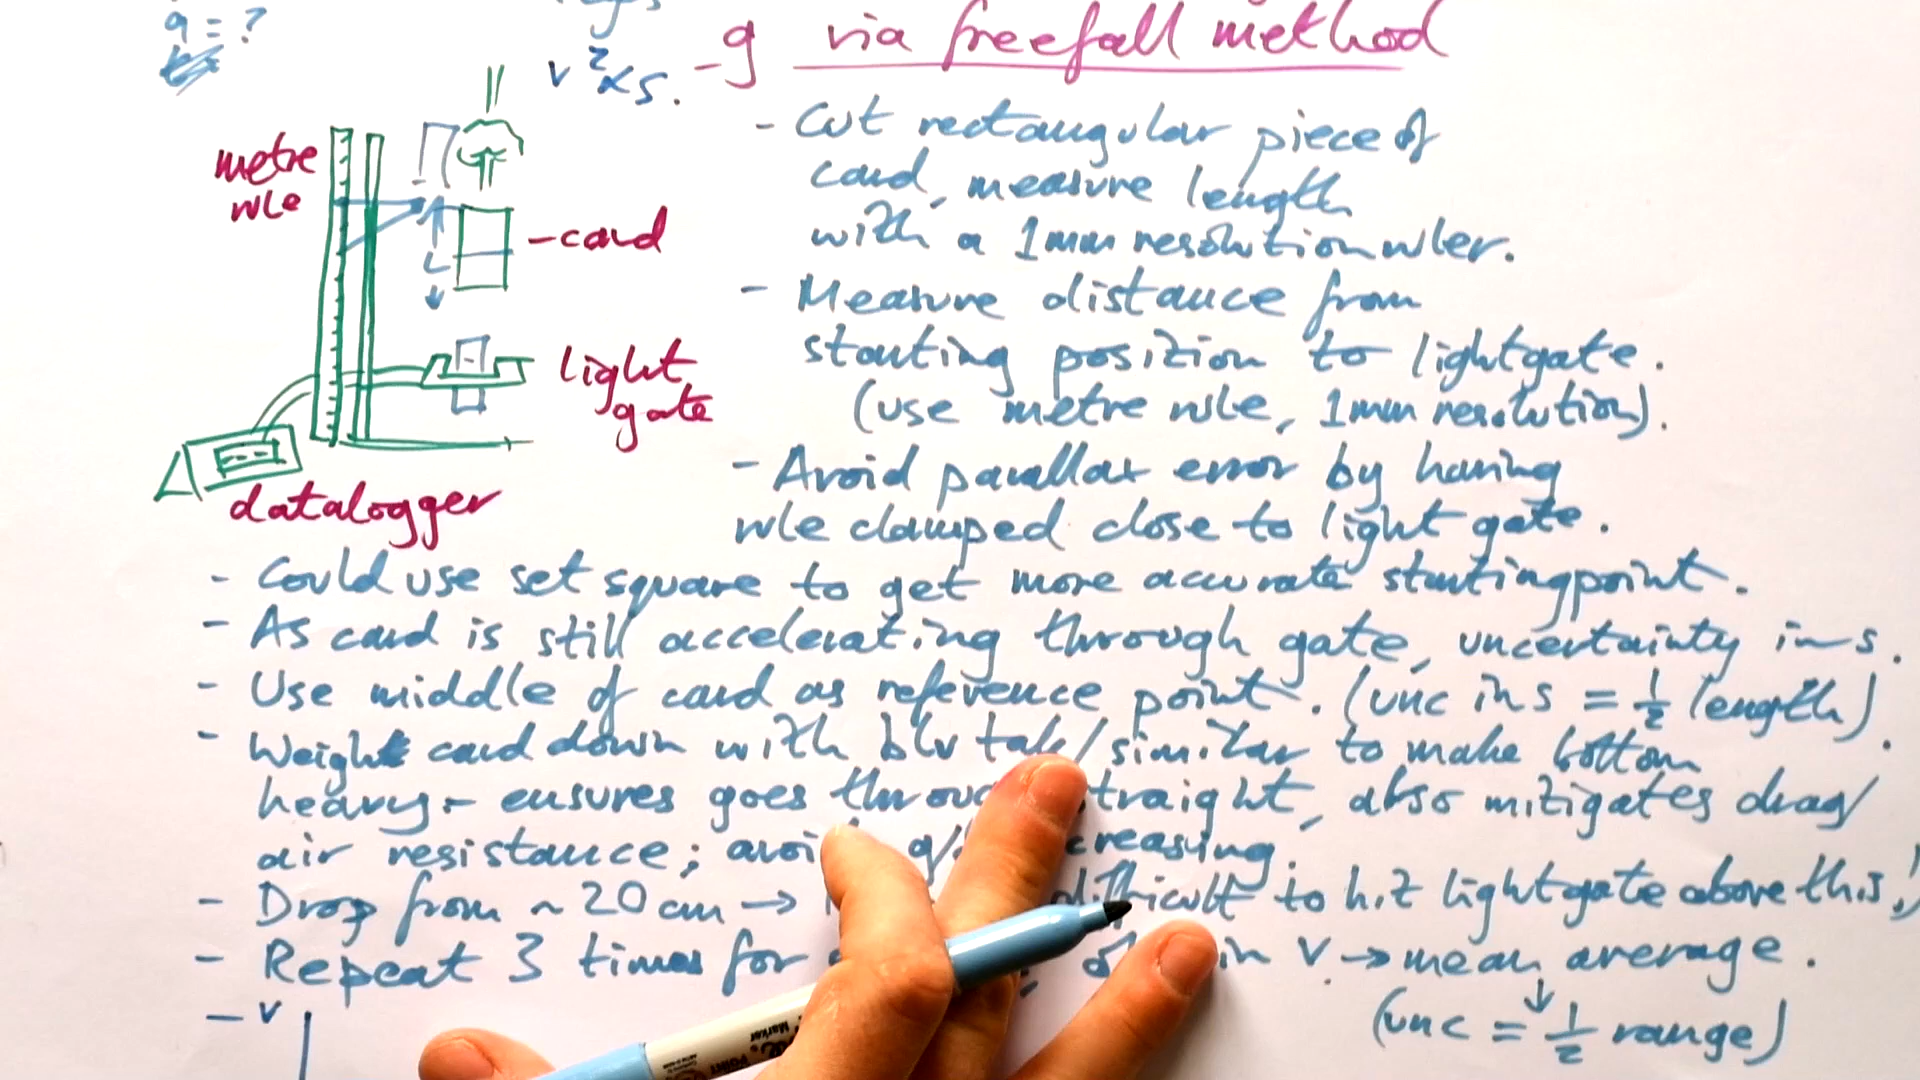 a = ?
v² ∝ s.
- g via freefall method
metre
rule
- card
light
gate
datalogger
L
- Cut rectangular piece of
card, measure length
with a 1mm resolution ruler.
- Measure distance from
starting position to lightgate.
(use metre rule, 1mm resolution).
- Avoid parallax error by having
rule clamped close to light gate.
- Could use set square to get more accurate starting point.
- As card is still accelerating through gate, uncertainty in s.
- Use middle of card as reference point. (unc in s = ½ length).
- Weight card down with blu tak/similar to make bottom
heavy - ensures goes straight, also mitigates drag/
air resistance;
- Drop from ~ 20cm → difficult to hit lightgate above this!
- Repeat 3 times for in v → mean average.
(unc = ½ range)
- v
Marker